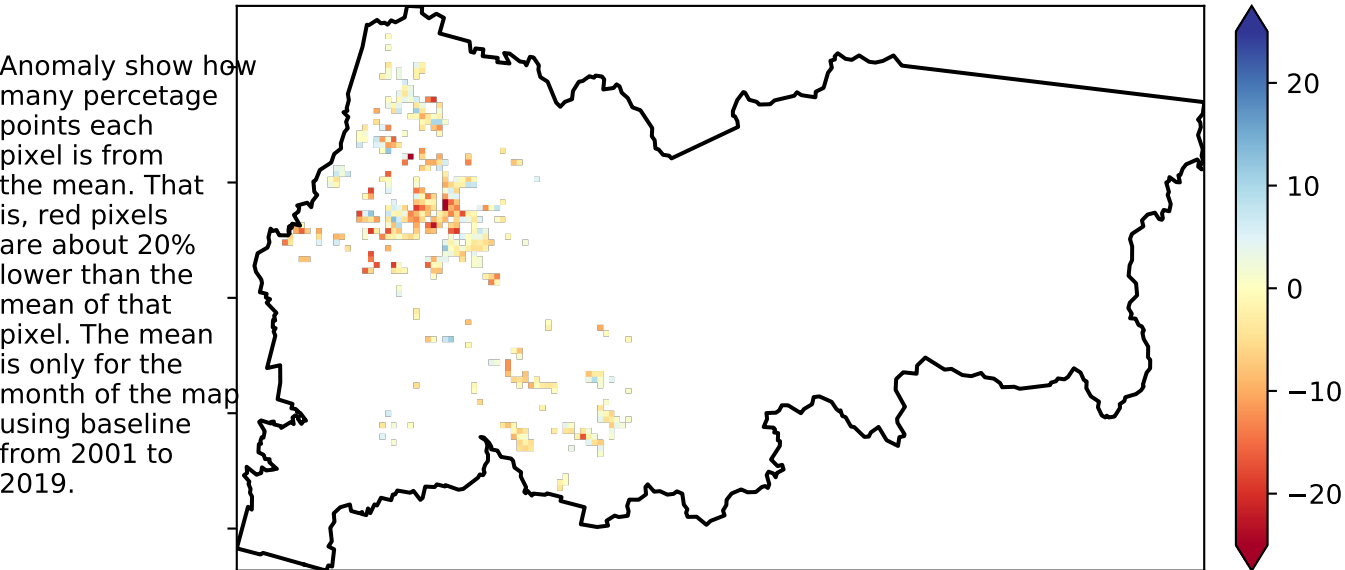 Anomaly show how
many percetage
points each
pixel is from
the mean. That
is, red pixels
are about 20%
lower than the
mean of that
pixel. The mean
is only for the
month of the map
using baseline
from 2001 to
2019.
20
10
0
−10
−20